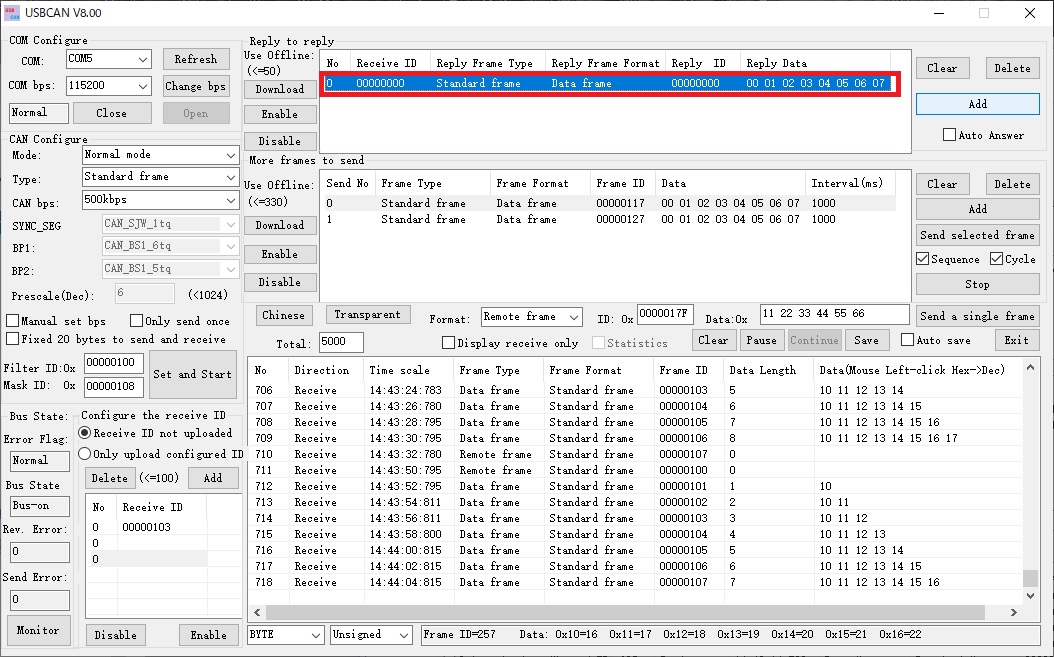 USBCAN V8.00
COM Configure
COM: COM5 Refresh
COM bps: 115200 Change bps
Normal Close Open
CAN Configure
Mode: Normal mode
Type: Standard frame
CAN bps: 500kbps
SYNC_SEG CAN_SJW_1tq
BP1: CAN_BS1_6tq
BP2: CAN_BS1_5tq
Prescale(Dec): 6 (<1024)
Manual set bps Only send once
Fixed 20 bytes to send and receive
Filter ID:0x 00000100
Mask ID: 0x 00000108
Set and Start
Bus State:
Error Flag:
Normal
Bus State
Bus-on
Rev. Error:
0
Send Error:
0
Monitor
Configure the receive ID
Receive ID not uploaded
Only upload configured ID
Delete (<=100) Add
No Receive ID
0 00000103
0
0
Disable Enable
Reply to reply
Use Offline:
(<=50)
Download
Enable
Disable
No Receive ID Reply Frame Type Reply Frame Format Reply ID Reply Data
0 00000000 Standard frame Data frame 00000000 00 01 02 03 04 05 06 07
Clear Delete
Add
Auto Answer
More frames to send
Use Offline:
(<=330)
Download
Enable
Disable
Send No Frame Type Frame Format Frame ID Data Interval(ms)
0 Standard frame Data frame 00000117 00 01 02 03 04 05 06 07 1000
1 Standard frame Data frame 00000127 00 01 02 03 04 05 06 07 1000
Clear Delete
Add
Send selected frame
Sequence Cycle
Stop
Chinese Transparent Format: Remote frame ID: 0x 0000017F Data:0x 11 22 33 44 55 66 Send a single frame
Total: 5000 Display receive only Statistics Clear Pause Continue Save Auto save Exit
No Direction Time scale Frame Type Frame Format Frame ID Data Length Data(Mouse Left-click Hex->Dec)
706 Receive 14:43:24:783 Data frame Standard frame 00000103 5 10 11 12 13 14
707 Receive 14:43:26:780 Data frame Standard frame 00000104 6 10 11 12 13 14 15
708 Receive 14:43:28:795 Data frame Standard frame 00000105 7 10 11 12 13 14 15 16
709 Receive 14:43:30:795 Data frame Standard frame 00000106 8 10 11 12 13 14 15 16 17
710 Receive 14:43:32:780 Remote frame Standard frame 00000107 0
711 Receive 14:43:50:795 Remote frame Standard frame 00000100 0
712 Receive 14:43:52:795 Data frame Standard frame 00000101 1 10
713 Receive 14:43:54:811 Data frame Standard frame 00000102 2 10 11
714 Receive 14:43:56:811 Data frame Standard frame 00000103 3 10 11 12
715 Receive 14:43:58:800 Data frame Standard frame 00000104 4 10 11 12 13
716 Receive 14:44:00:815 Data frame Standard frame 00000105 5 10 11 12 13 14
717 Receive 14:44:02:815 Data frame Standard frame 00000106 6 10 11 12 13 14 15
718 Receive 14:44:04:815 Data frame Standard frame 00000107 7 10 11 12 13 14 15 16
BYTE Unsigned Frame ID=257 Data: 0x10=16 0x11=17 0x12=18 0x13=19 0x14=20 0x15=21 0x16=22